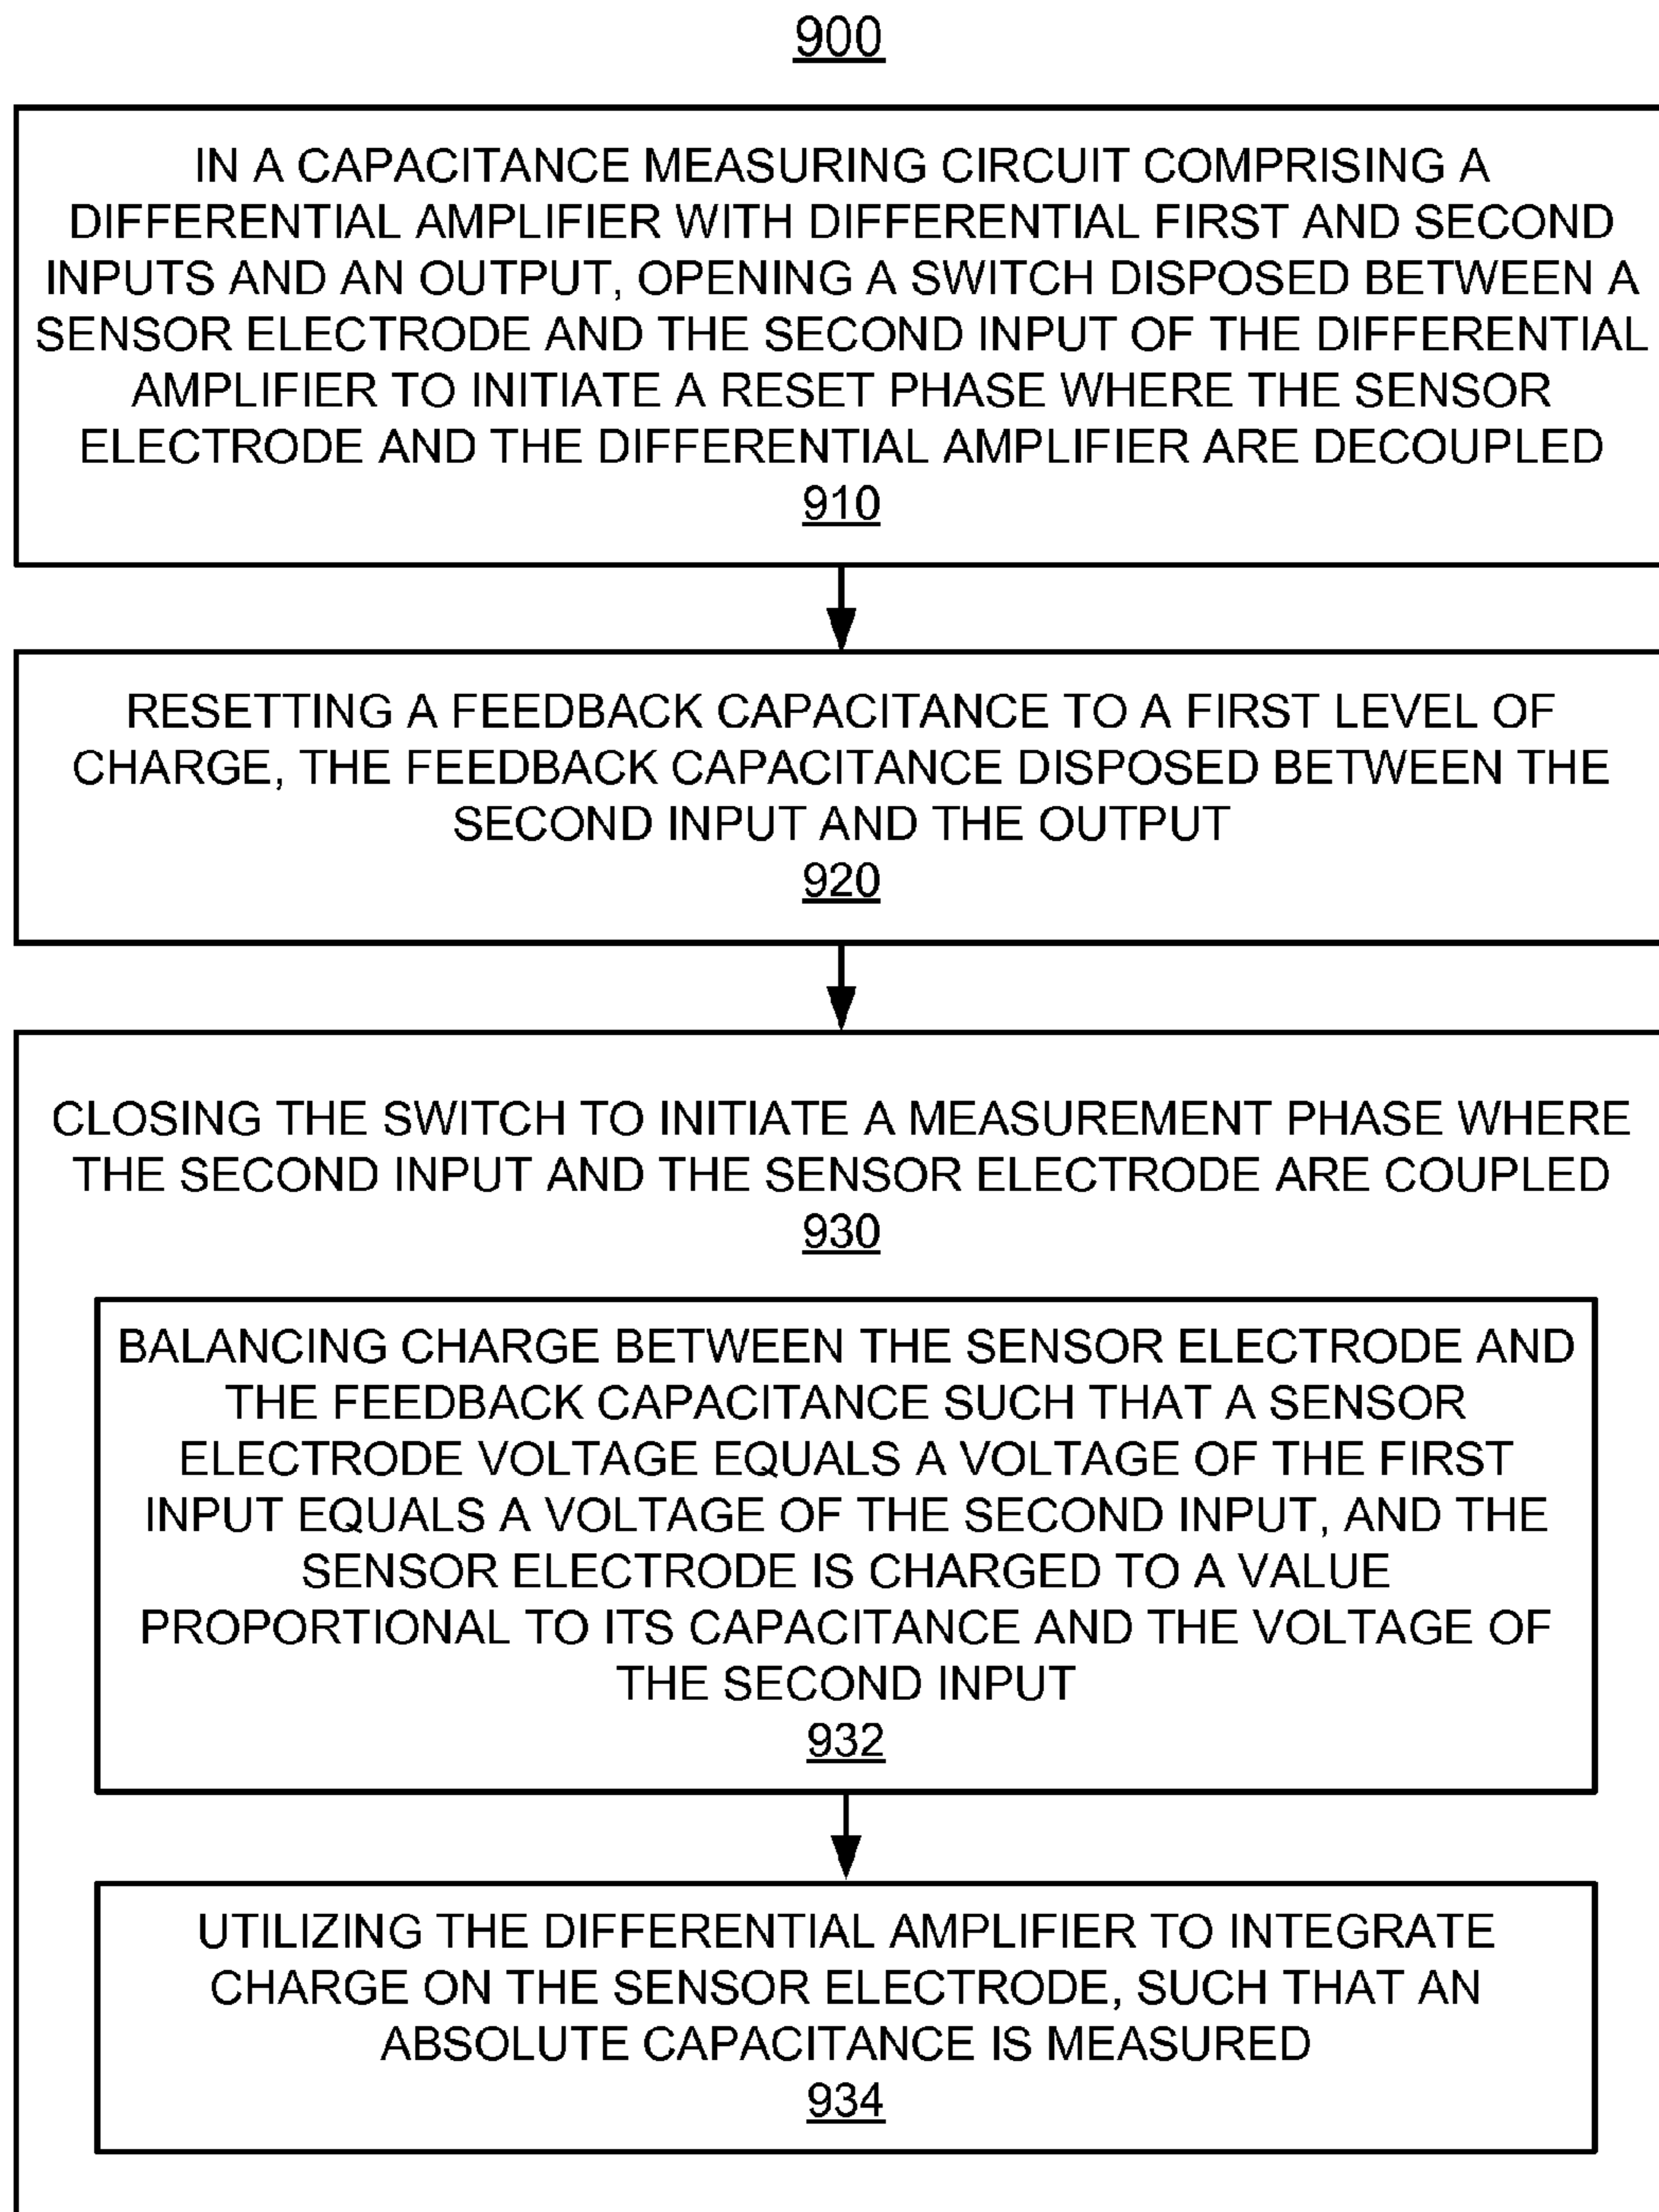 900
IN A CAPACITANCE MEASURING CIRCUIT COMPRISING A
DIFFERENTIAL AMPLIFIER WITH DIFFERENTIAL FIRST AND SECOND
INPUTS AND AN OUTPUT, OPENING A SWITCH DISPOSED BETWEEN A
SENSOR ELECTRODE AND THE SECOND INPUT OF THE DIFFERENTIAL
AMPLIFIER TO INITIATE A RESET PHASE WHERE THE SENSOR
ELECTRODE AND THE DIFFERENTIAL AMPLIFIER ARE DECOUPLED
910
RESETTING A FEEDBACK CAPACITANCE TO A FIRST LEVEL OF
CHARGE, THE FEEDBACK CAPACITANCE DISPOSED BETWEEN THE
SECOND INPUT AND THE OUTPUT
920
CLOSING THE SWITCH TO INITIATE A MEASUREMENT PHASE WHERE
THE SECOND INPUT AND THE SENSOR ELECTRODE ARE COUPLED
930
BALANCING CHARGE BETWEEN THE SENSOR ELECTRODE AND
THE FEEDBACK CAPACITANCE SUCH THAT A SENSOR
ELECTRODE VOLTAGE EQUALS A VOLTAGE OF THE FIRST
INPUT EQUALS A VOLTAGE OF THE SECOND INPUT, AND THE
SENSOR ELECTRODE IS CHARGED TO A VALUE
PROPORTIONAL TO ITS CAPACITANCE AND THE VOLTAGE OF
THE SECOND INPUT
932
UTILIZING THE DIFFERENTIAL AMPLIFIER TO INTEGRATE
CHARGE ON THE SENSOR ELECTRODE, SUCH THAT AN
ABSOLUTE CAPACITANCE IS MEASURED
934